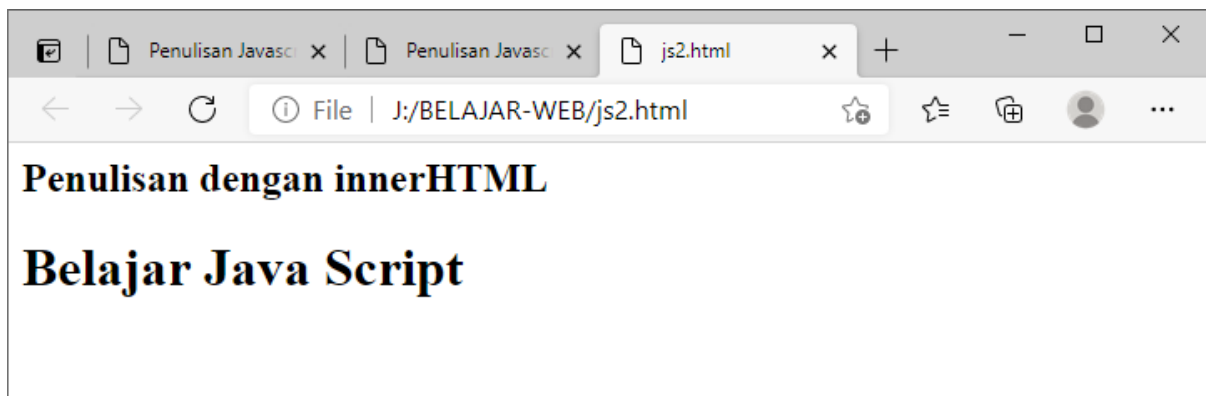 Penulisan Javasc
Penulisan Javasc
js2.html
File
J:/BELAJAR-WEB/js2.html
Penulisan dengan innerHTML
Belajar Java Script